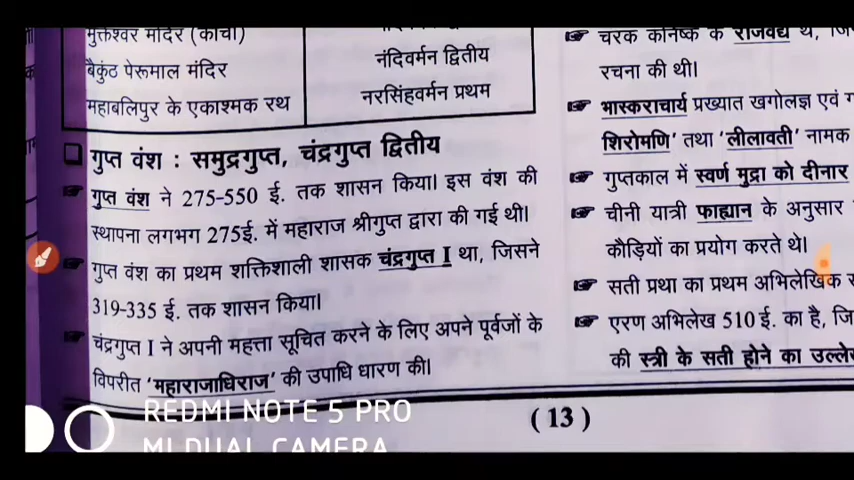 मुक्तेश्वर मंदिर (कांची)
बैकुंठ पेरूमाल मंदिर
नंदिवर्मन द्वितीय
महाबलिपुर के एकाश्मक रथ
नरसिंहवर्मन प्रथम
❑ गुप्त वंश : समुद्रगुप्त, चंद्रगुप्त द्वितीय
☞ गुप्त वंश ने 275-550 ई. तक शासन किया। इस वंश की
स्थापना लगभग 275ई. में महाराज श्रीगुप्त द्वारा की गई थी।
☞ गुप्त वंश का प्रथम शक्तिशाली शासक चंद्रगुप्त I था, जिसने
319-335 ई. तक शासन किया।
☞ चंद्रगुप्त I ने अपनी महत्ता सूचित करने के लिए अपने पूर्वजों के
विपरीत ‘महाराजाधिराज’ की उपाधि धारण की।
☞ चरक कनिष्क के राजवैद्य थे,
रचना की थी।
☞ भास्कराचार्य प्रख्यात खगोलज्ञ एवं
शिरोमणि’ तथा ‘लीलावती’ नामक
☞ गुप्तकाल में स्वर्ण मुद्रा को दीनार
☞ चीनी यात्री फाह्यान के अनुसार
कौड़ियों का प्रयोग करते थे।
☞ सती प्रथा का प्रथम अभिलेखिक
☞ एरण अभिलेख 510 ई. का है,
की स्त्री के सती होने का उल्लेख
( 13 )
REDMI NOTE 5 PRO
MI DUAL CAMERA